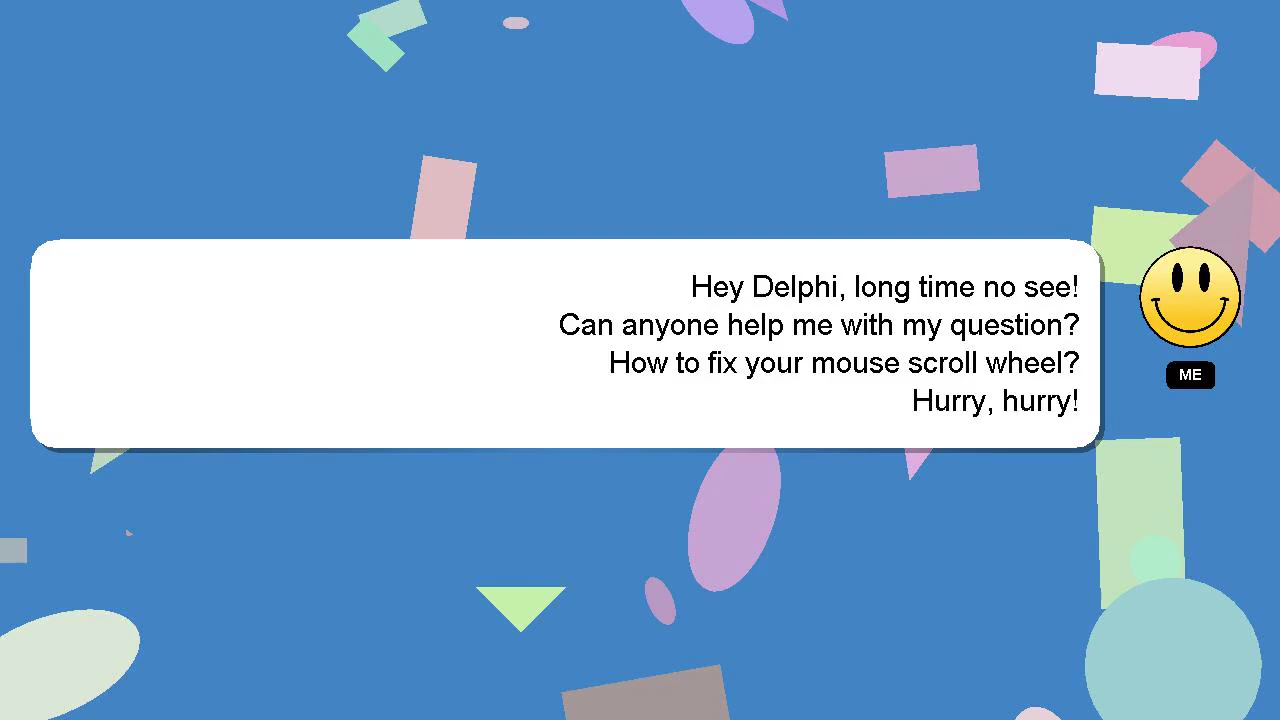 Hey Delphi, long time no see!
Can anyone help me with my question?
How to fix your mouse scroll wheel?
Hurry, hurry!
ME